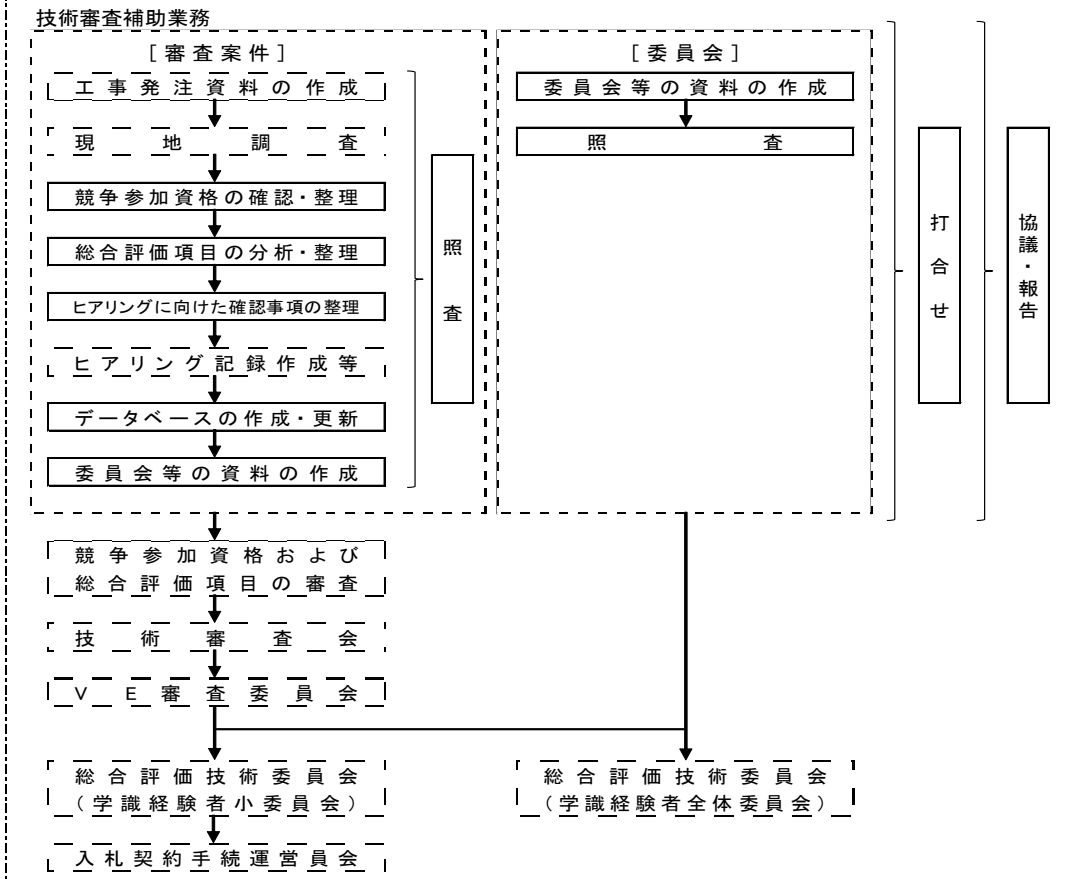 技術審査補助業務
[審査案件]
工事発注資料の作成
現地調査
競争参加資格の確認・整理
総合評価項目の分析・整理
ヒアリングに向けた確認事項の整理
ヒアリング記録作成等
データベースの作成・更新
委員会等の資料の作成
照査
[委員会]
委員会等の資料の作成
照査
打合せ
協議・報告
競争参加資格および
総合評価項目の審査
技術審査会
VE審査委員会
総合評価技術委員会
(学識経験者小委員会)
総合評価技術委員会
(学識経験者全体委員会)
入札契約手続運営員会